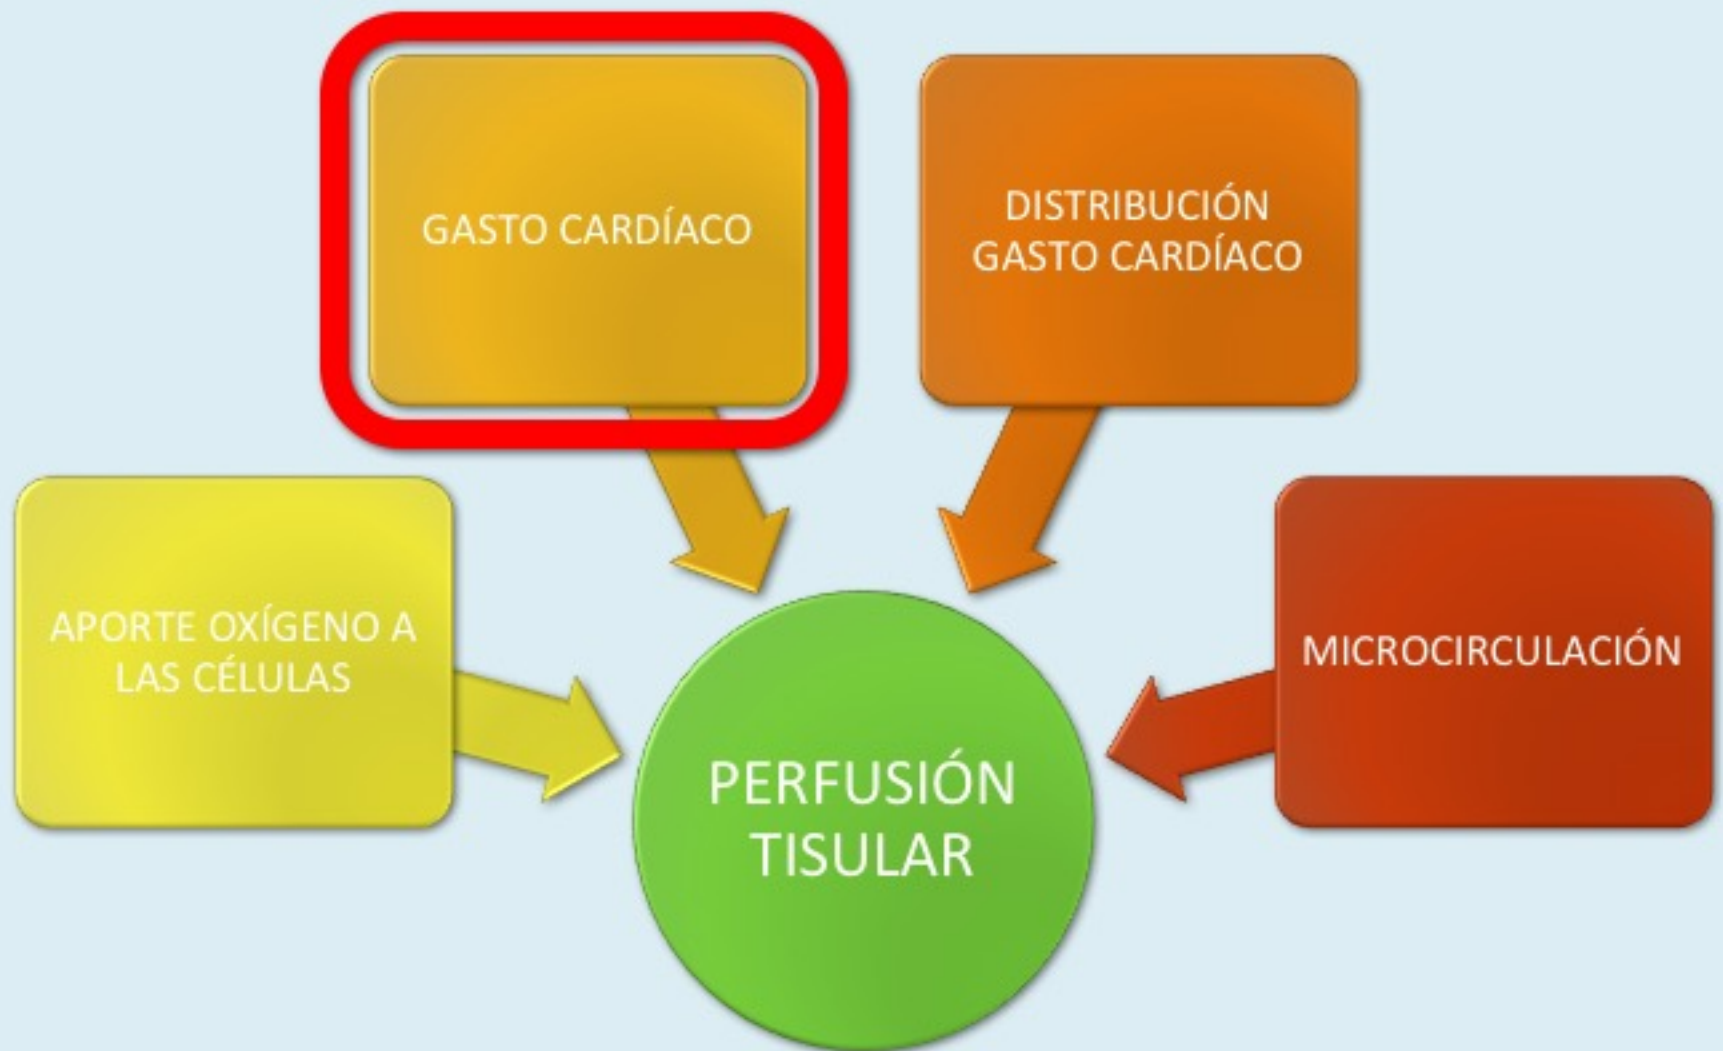 GASTO CARDÍACO
DISTRIBUCIÓN
GASTO CARDÍACO
APORTE OXÍGENO A
LAS CÉLULAS
MICROCIRCULACIÓN
PERFUSIÓN
TISULAR